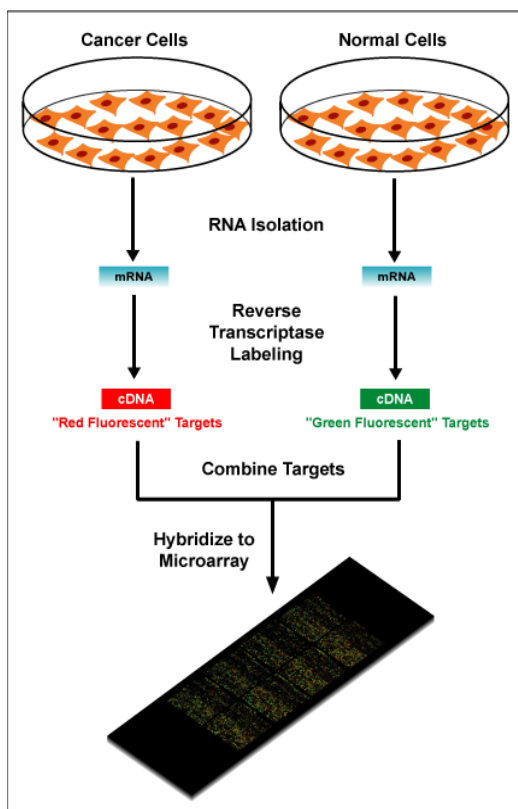 Cancer Cells
Normal Cells
RNA Isolation
mRNA
mRNA
Reverse
Transcriptase
Labeling
cDNA
cDNA
"Red Fluorescent" Targets
"Green Fluorescent" Targets
Combine Targets
Hybridize to
Microarray